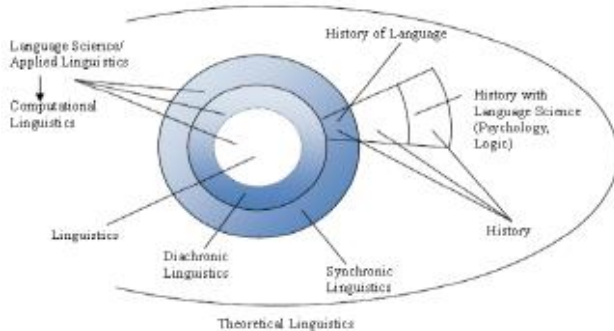 History of Language
Language Science/
Applied Linguistics
Computational
Linguistics
History with
Language Science
(Psychology,
Logic)
Linguistics
Diachronic
Linguistics
Synchronic
Linguistics
History
Theoretical Linguistics